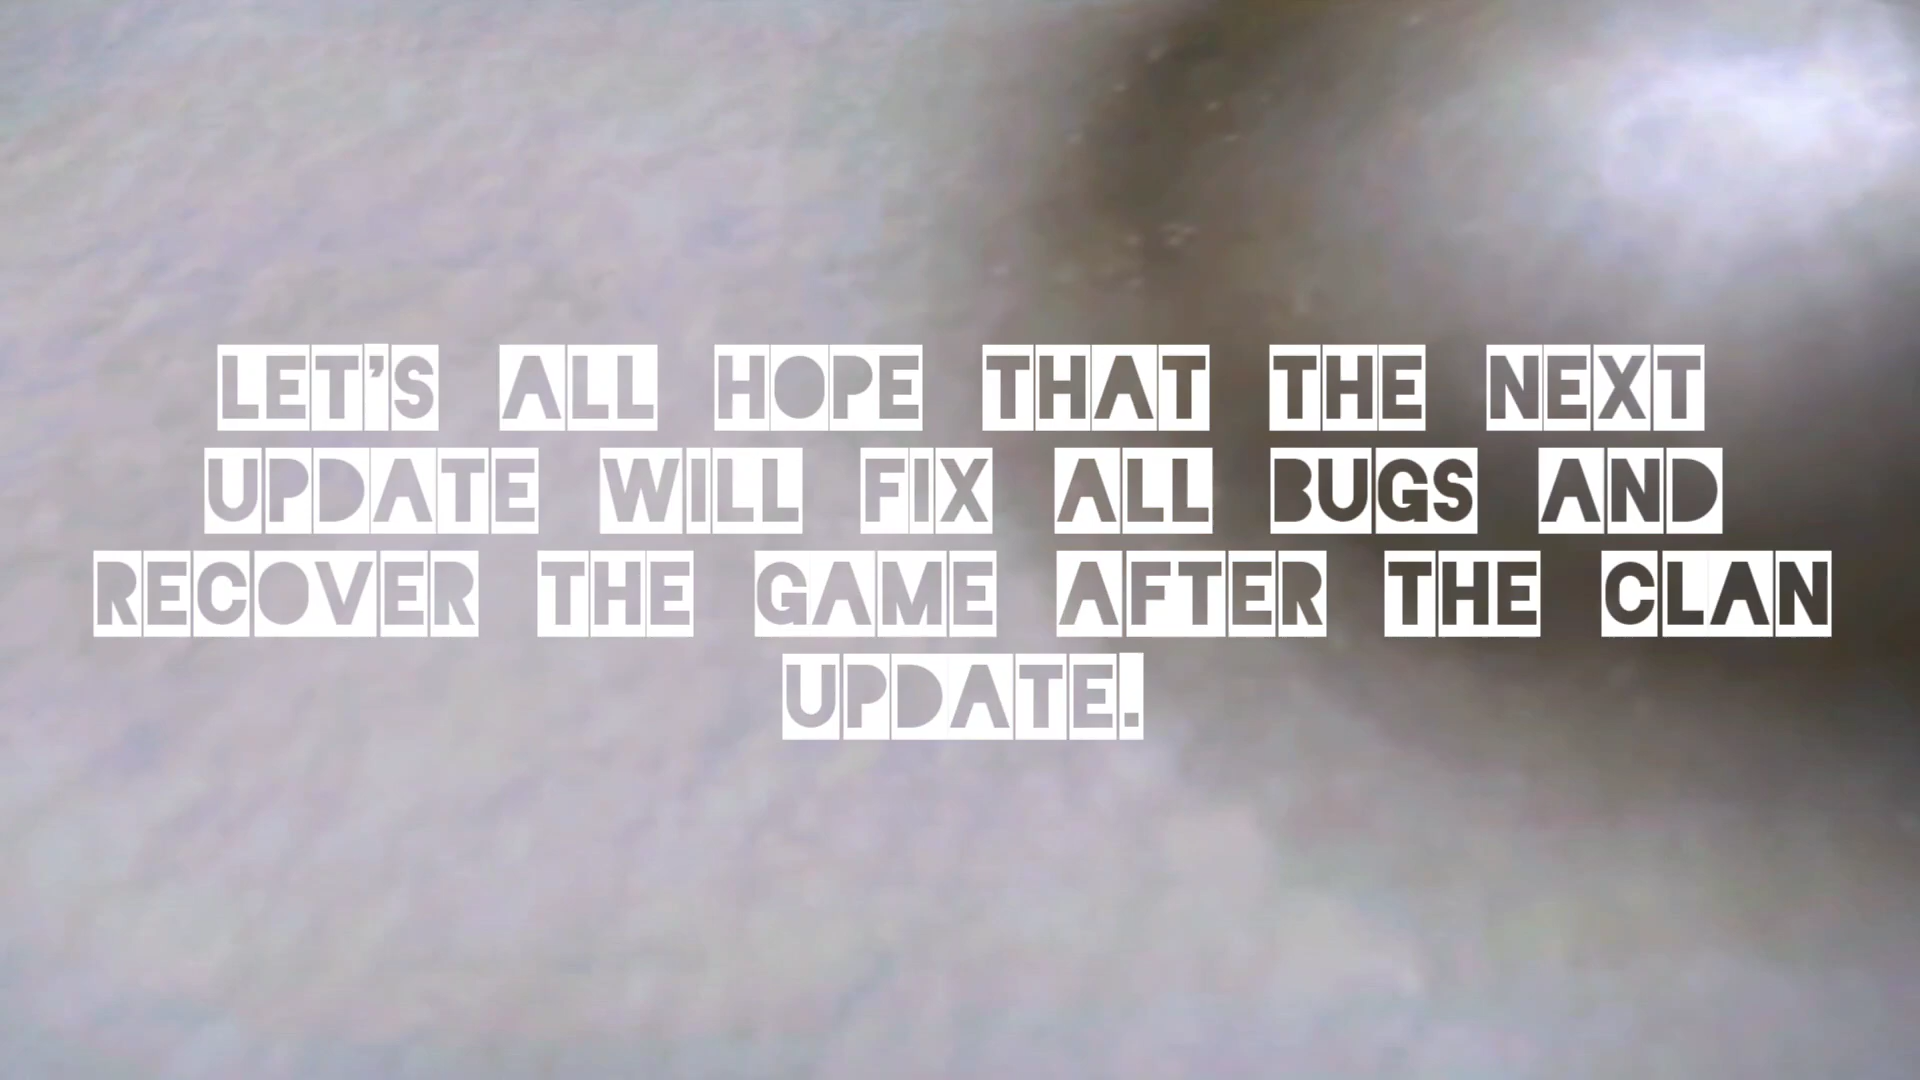 LET'S ALL HOPE THAT THE NEXT
UPDATE WILL FIX ALL BUGS AND
RECOVER THE GAME AFTER THE CLAN
UPDATE.